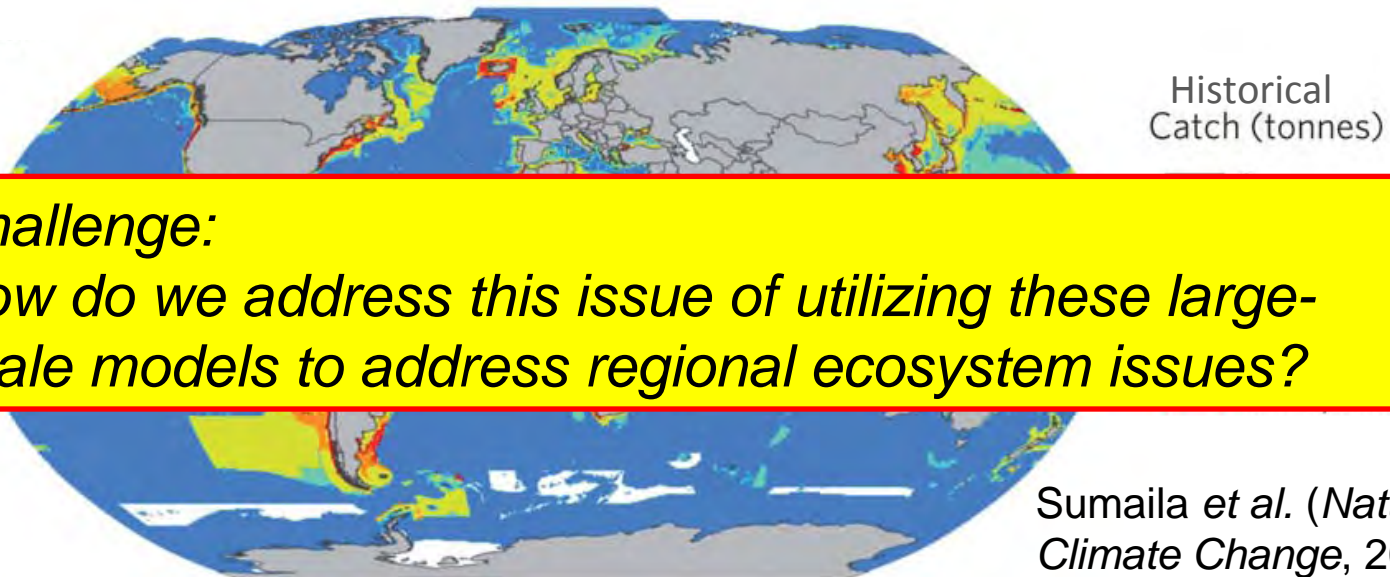 Historical
Catch (tonnes)
hallenge:
ow do we address this issue of utilizing these large-
ale models to address regional ecosystem issues?
Sumaila et al. (Nat
Climate Change, 20